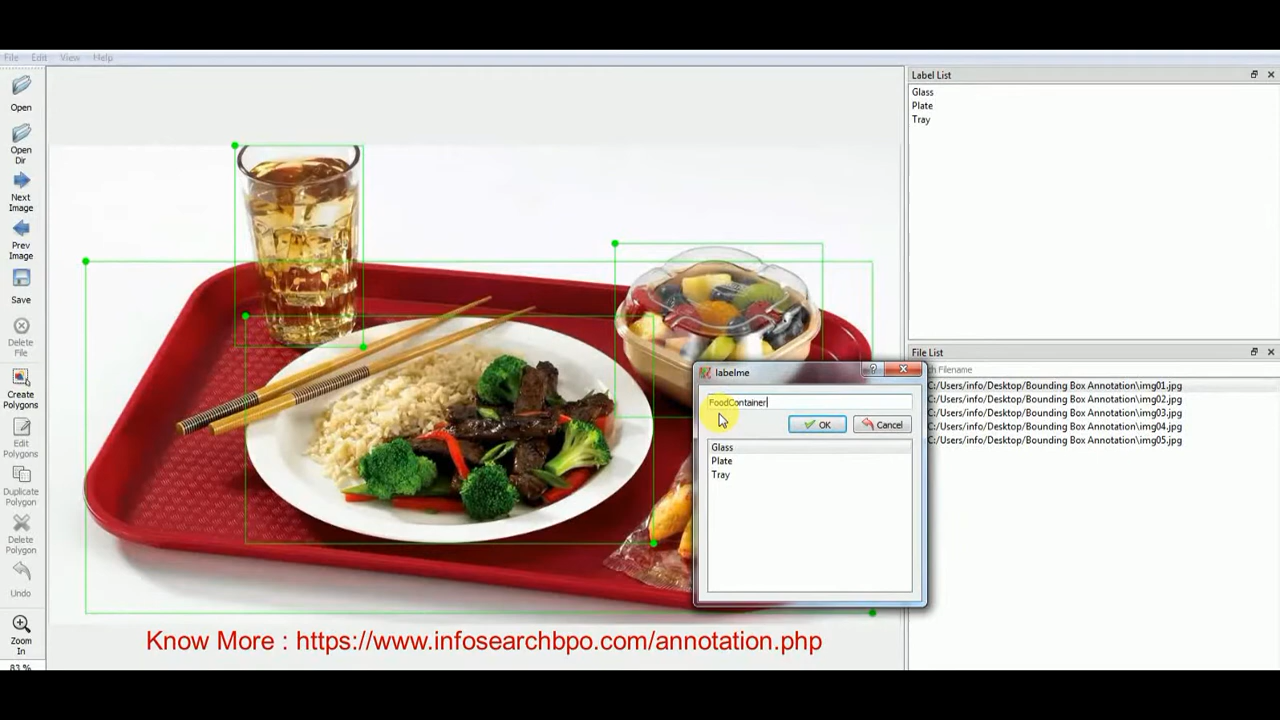 File Edit View Help
Open
Open
Dir
Next
Image
Prev
Image
Save
Delete
File
Create
Polygons
Edit
Polygons
Duplicate
Polygon
Delete
Polygon
Undo
Zoom
In
83 %
Label List
Glass
Plate
Tray
File List
ch Filename
C:/Users/info/Desktop/Bounding Box Annotation\img01.jpg
C:/Users/info/Desktop/Bounding Box Annotation\img02.jpg
C:/Users/info/Desktop/Bounding Box Annotation\img03.jpg
C:/Users/info/Desktop/Bounding Box Annotation\img04.jpg
C:/Users/info/Desktop/Bounding Box Annotation\img05.jpg
labelme
FoodContainer
OK Cancel
Glass
Plate
Tray
Know More : https://www.infosearchbpo.com/annotation.php